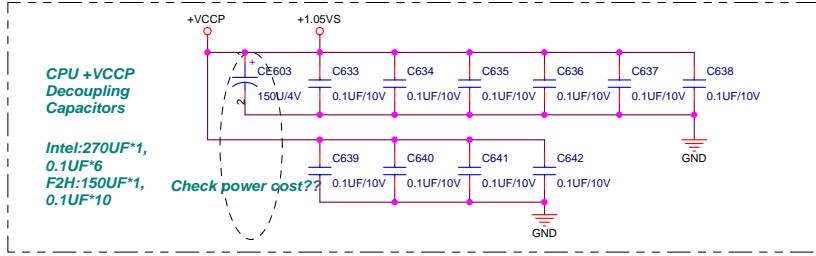 +VCCP
+1.05VS
CPU +VCCP
Decoupling
Capacitors
Intel:270UF*1,
0.1UF*6
F2H:150UF*1,
0.1UF*10
Check power cost??
+
CE603
150U/4V
2
C633
0.1UF/10V
C634
0.1UF/10V
C635
0.1UF/10V
C636
0.1UF/10V
C637
0.1UF/10V
C638
0.1UF/10V
GND
C639
0.1UF/10V
C640
0.1UF/10V
C641
0.1UF/10V
C642
0.1UF/10V
GND